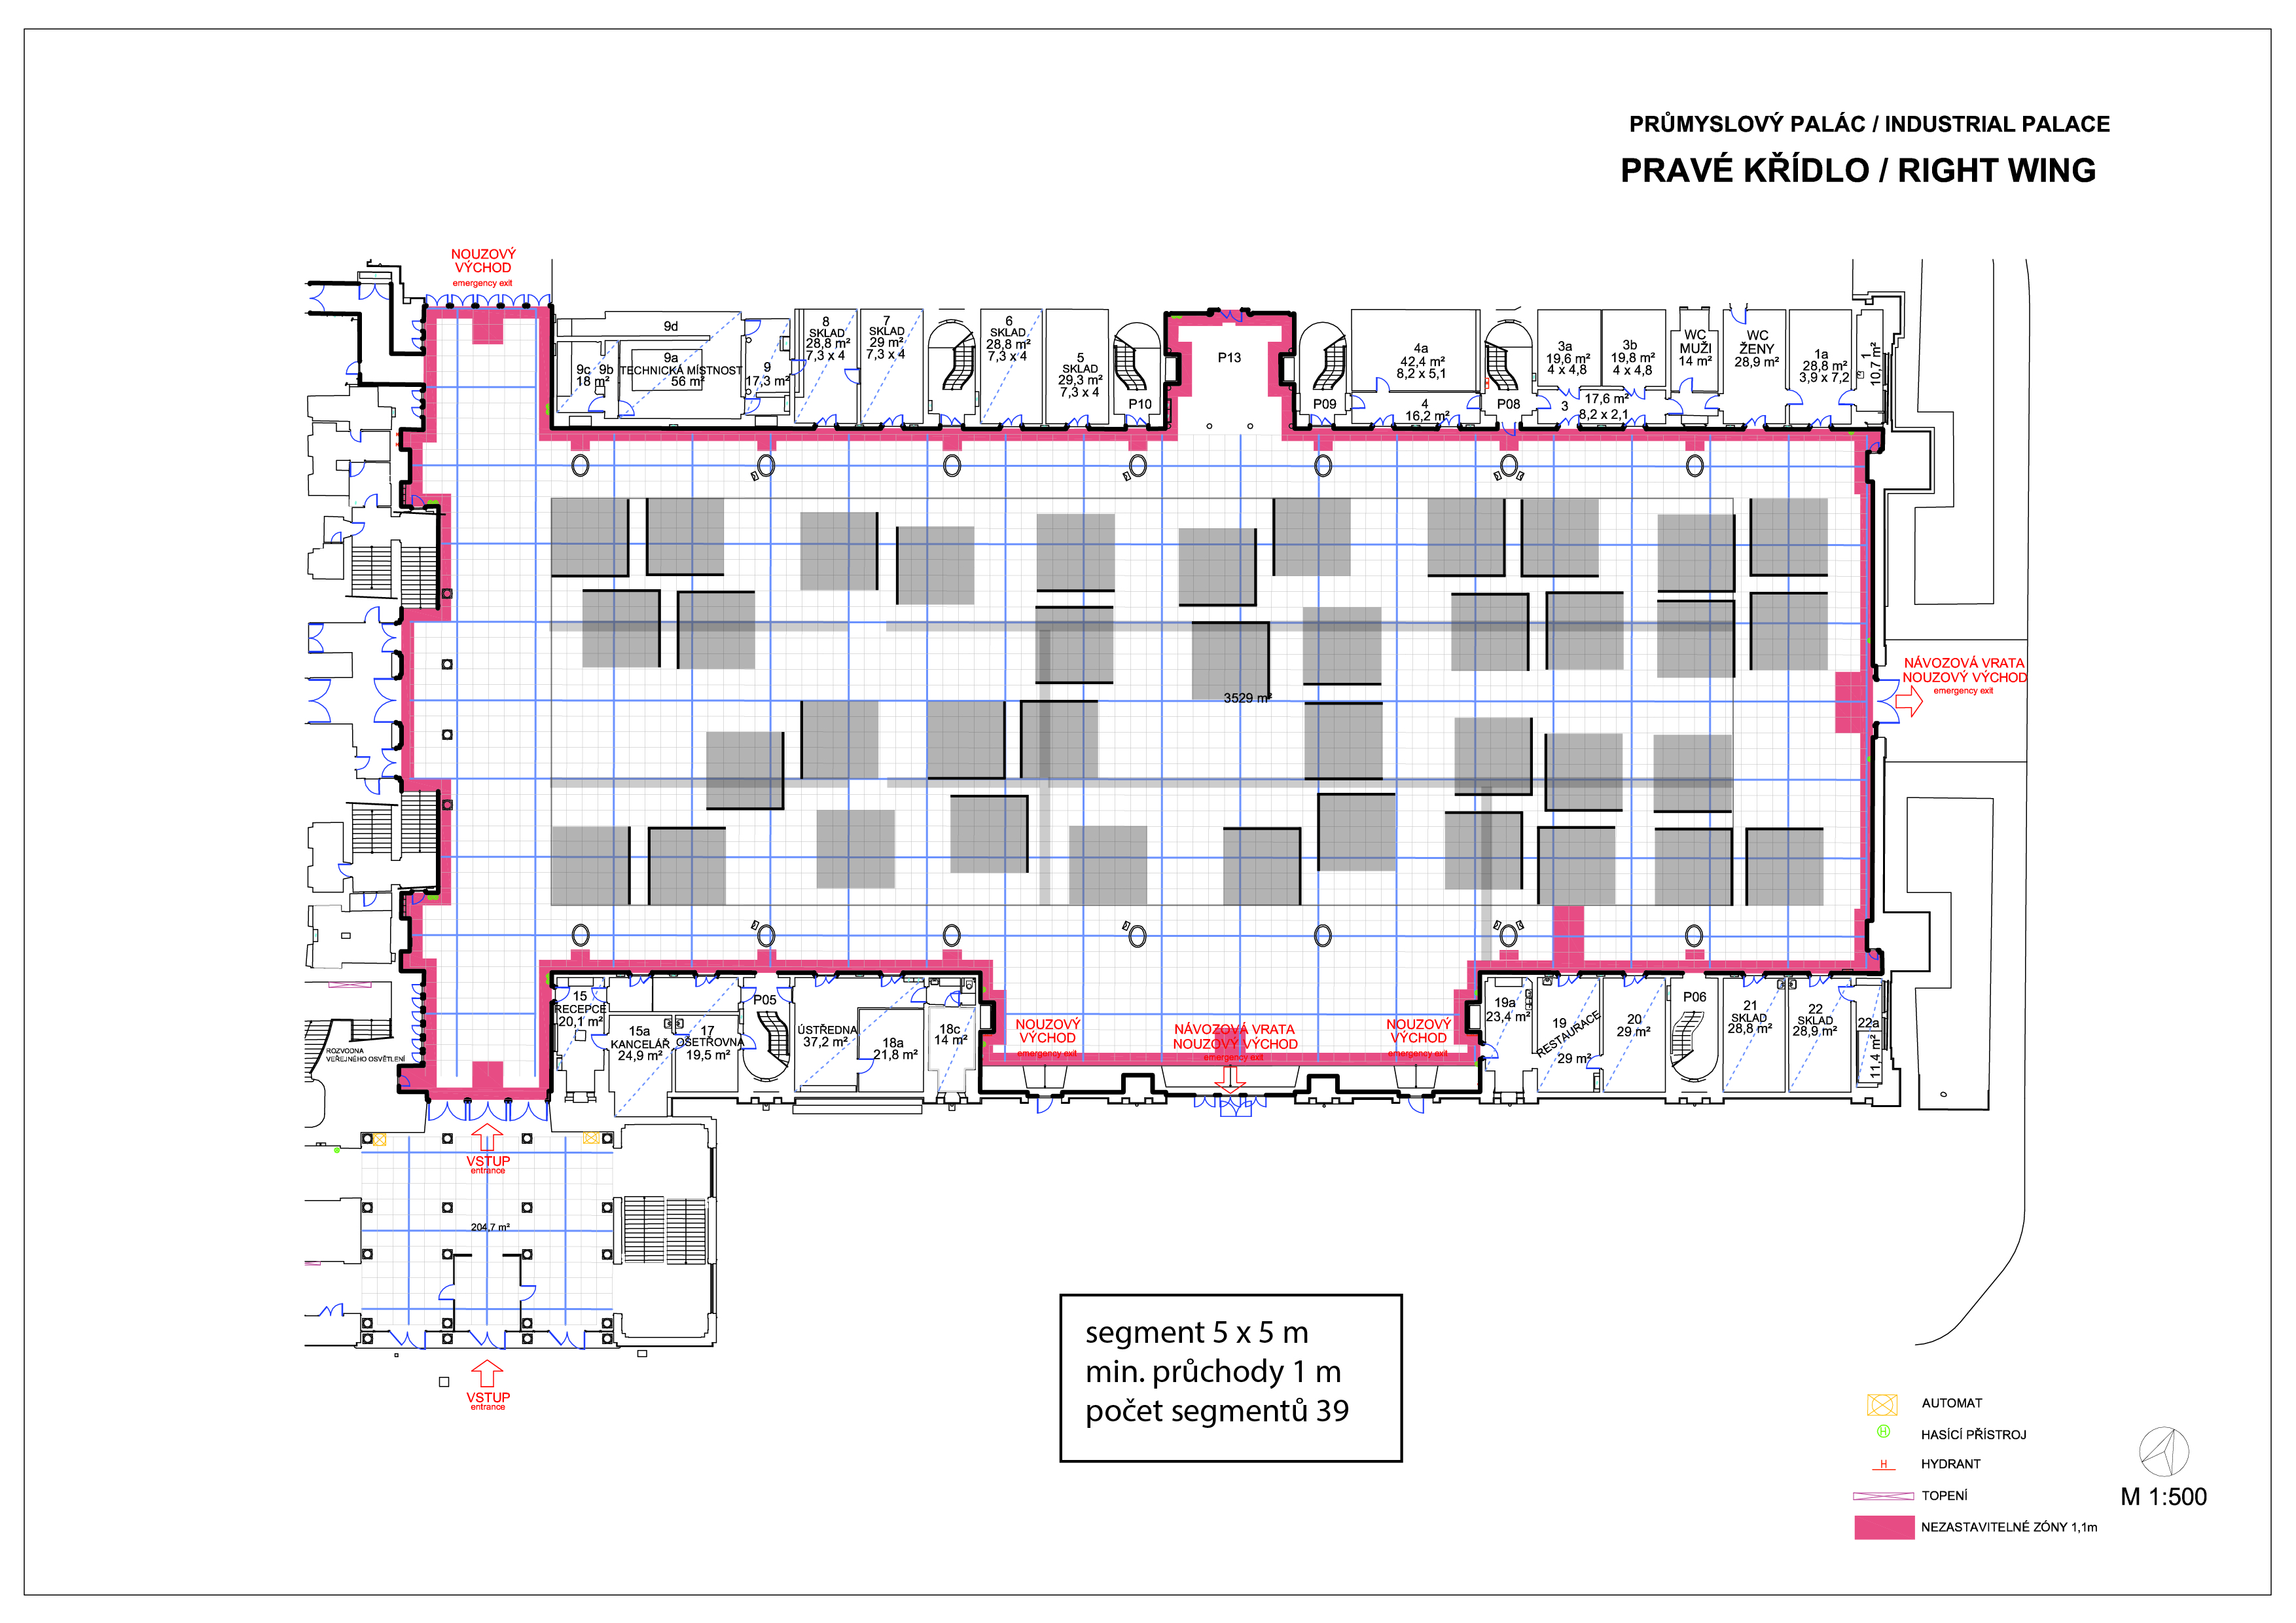 PRŮMYSLOVÝ PALÁC / INDUSTRIAL PALACE
PRAVÉ KŘÍDLO / RIGHT WING
NOUZOVÝ
VÝCHOD
emergency exit
9d
9c
9b
18 m²
9a
TECHNICKÁ MÍSTNOST
56 m²
9
17,3 m²
8
SKLAD
28,8 m²
7,3 x 4
7
SKLAD
29 m²
7,3 x 4
6
SKLAD
28,8 m²
7,3 x 4
5
SKLAD
29,3 m²
7,3 x 4
P10
P13
P09
4a
42,4 m²
8,2 x 5,1
4
16,2 m²
P08
3a
19,6 m²
4 x 4,8
3b
19,8 m²
4 x 4,8
3
17,6 m²
8,2 x 2,1
WC
MUŽI
14 m²
WC
ŽENY
28,9 m²
1a
28,8 m²
3,9 x 7,2
1
10,7 m²
NÁVOZOVÁ VRATA
NOUZOVÝ VÝCHOD
emergency exit
3529 m²
15
RECEPCE
20,1 m²
15a
KANCELÁŘ
24,9 m²
17
OŠETŘOVNA
19,5 m²
P05
ÚSTŘEDNA
37,2 m²
18a
21,8 m²
18c
14 m²
NOUZOVÝ
VÝCHOD
emergency exit
NÁVOZOVÁ VRATA
NOUZOVÝ VÝCHOD
emergency exit
NOUZOVÝ
VÝCHOD
emergency exit
19a
23,4 m²
19
RESTAURACE
29 m²
20
29 m²
P06
21
SKLAD
28,8 m²
22
SKLAD
28,9 m²
22a
11,4 m²
ROZVODNA
VEŘEJNÉHO OSVĚTLENÍ
VSTUP
entrance
204,7 m²
VSTUP
entrance
segment 5 x 5 m
min. průchody 1 m
počet segmentů 39
AUTOMAT
H HASÍCÍ PŘÍSTROJ
H HYDRANT
TOPENÍ
NEZASTAVITELNÉ ZÓNY 1,1m
M 1:500